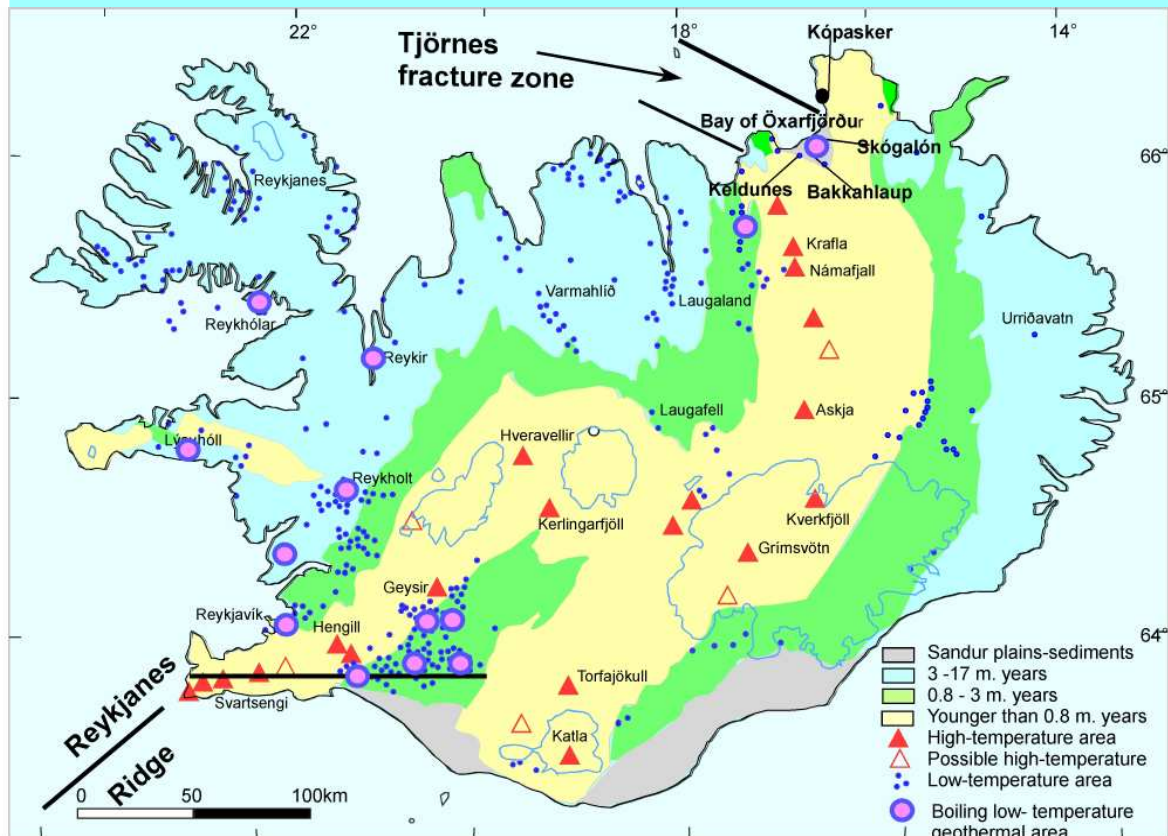 22°
18°
14°
Kópasker
Tjörnes
fracture zone
Bay of Öxarfjörðu
r
Skógalón
66°
Keldunes
Bakkahlaup
Reykjanes
Krafla
Námafjall
Varmahlíð
Laugaland
Reykhólar
Urriðavatn
Reykir
65°
Laugafell
Askja
Lýsuhóll
Hveravellir
Reykholt
Kerlingarfjöll
Kverkfjöll
Grímsvötn
Geysir
Reykjavík
Hengill
64°
Torfajökull
Svartsengi
Katla
Reykjanes
Ridge
0 50 100km
Sandur plains-sediments
3 -17 m. years
0.8 - 3 m. years
Younger than 0.8 m. years
High-temperature area
Possible high-temperature
Low-temperature area
Boiling low- temperature
geothermal area